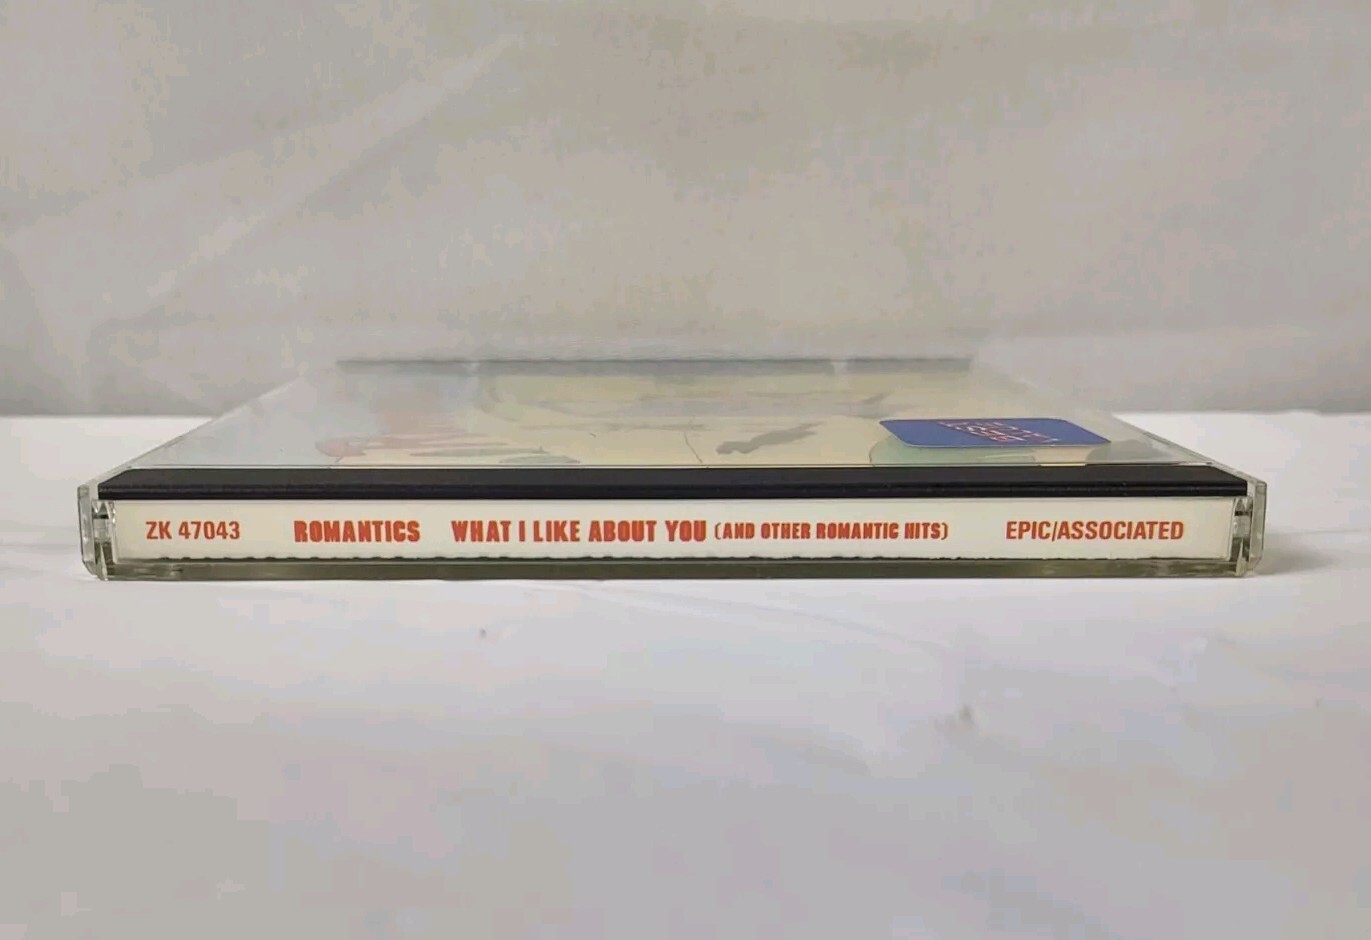 ZK 47043 ROMANTICS WHAT I LIKE ABOUT YOU (AND OTHER ROMANTIC HITS) EPIC/ASSOCIATED